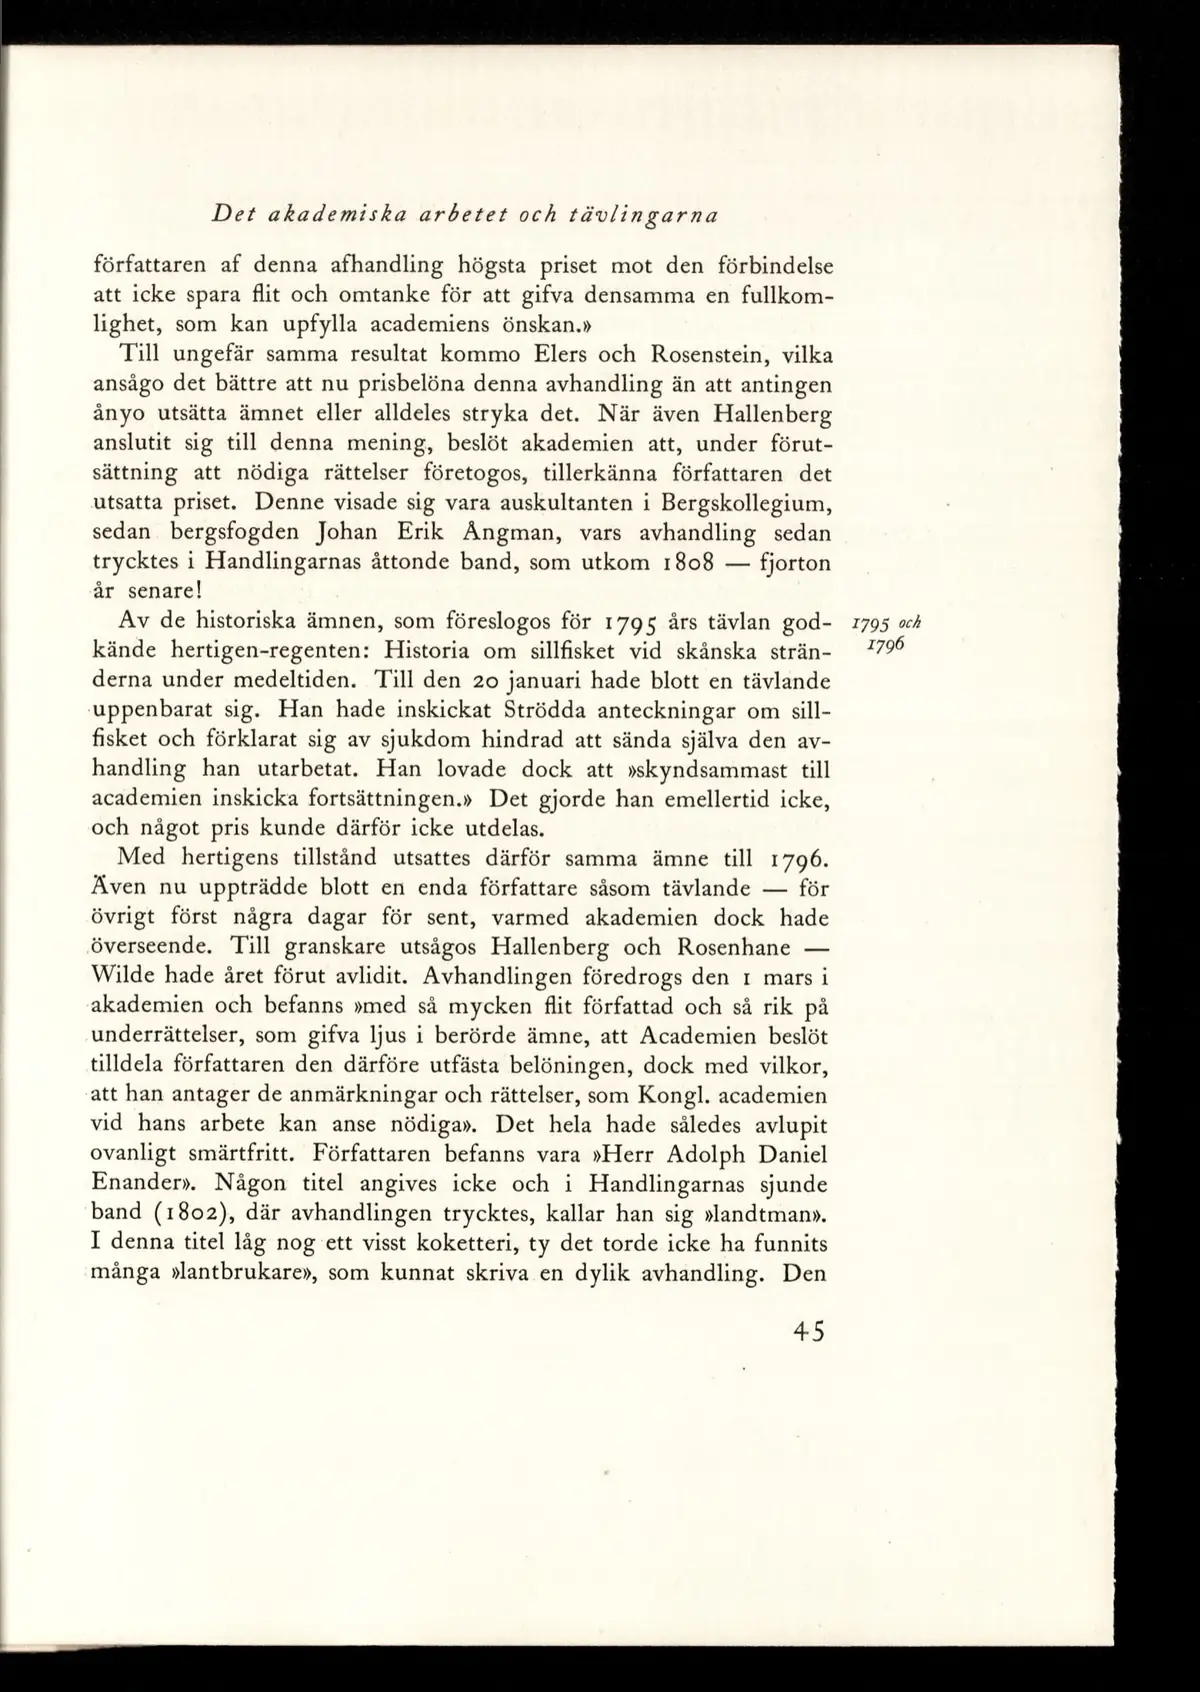 Det akademiska arbetet och tävlingarna
författaren af denna afhandling högsta priset mot den förbindelse
att icke spara flit och omtanke för att gifva densamma en fullkom-
lighet, som kan upfylla academiens önskan.»
Till ungefär samma resultat kommo Elers och Rosenstein, vilka
ansågo det bättre att nu prisbelöna denna avhandling än att antingen
ånyo utsätta ämnet eller alldeles stryka det. När även Hallenberg
anslutit sig till denna mening, beslöt akademien att, under förut-
sättning att nödiga rättelser företogos, tillerkänna författaren det
utsatta priset. Denne visade sig vara auskultanten i Bergskollegium,
sedan bergsfogden Johan Erik Ångman, vars avhandling sedan
trycktes i Handlingarnas åttonde band, som utkom 1808 — fjorton
år senare!
Av de historiska ämnen, som föreslogos för 1795 års tävlan god-
kände hertigen-regenten: Historia om sillfisket vid skånska strän-
derna under medeltiden. Till den 20 januari hade blott en tävlande
uppenbarat sig. Han hade inskickat Strödda anteckningar om sill-
fisket och förklarat sig av sjukdom hindrad att sända själva den av-
handling han utarbetat. Han lovade dock att »skyndsammast till
academien inskicka fortsättningen.» Det gjorde han emellertid icke,
och något pris kunde därför icke utdelas.
Med hertigens tillstånd utsattes därför samma ämne till 1796.
Även nu uppträdde blott en enda författare såsom tävlande — för
övrigt först några dagar för sent, varmed akademien dock hade
överseende. Till granskare utsågos Hallenberg och Rosenhane —
Wilde hade året förut avlidit. Avhandlingen föredrogs den 1 mars i
akademien och befanns »med så mycken flit författad och så rik på
underrättelser, som gifva ljus i berörde ämne, att Academien beslöt
tilldela författaren den därföre utfästa belöningen, dock med vilkor,
att han antager de anmärkningar och rättelser, som Kongl. academien
vid hans arbete kan anse nödiga». Det hela hade således avlupit
ovanligt smärtfritt. Författaren befanns vara »Herr Adolph Daniel
Enander». Någon titel angives icke och i Handlingarnas sjunde
band (1802), där avhandlingen trycktes, kallar han sig »landtman».
I denna titel låg nog ett visst koketteri, ty det torde icke ha funnits
många »lantbrukare», som kunnat skriva en dylik avhandling. Den
1795 och
1796
45